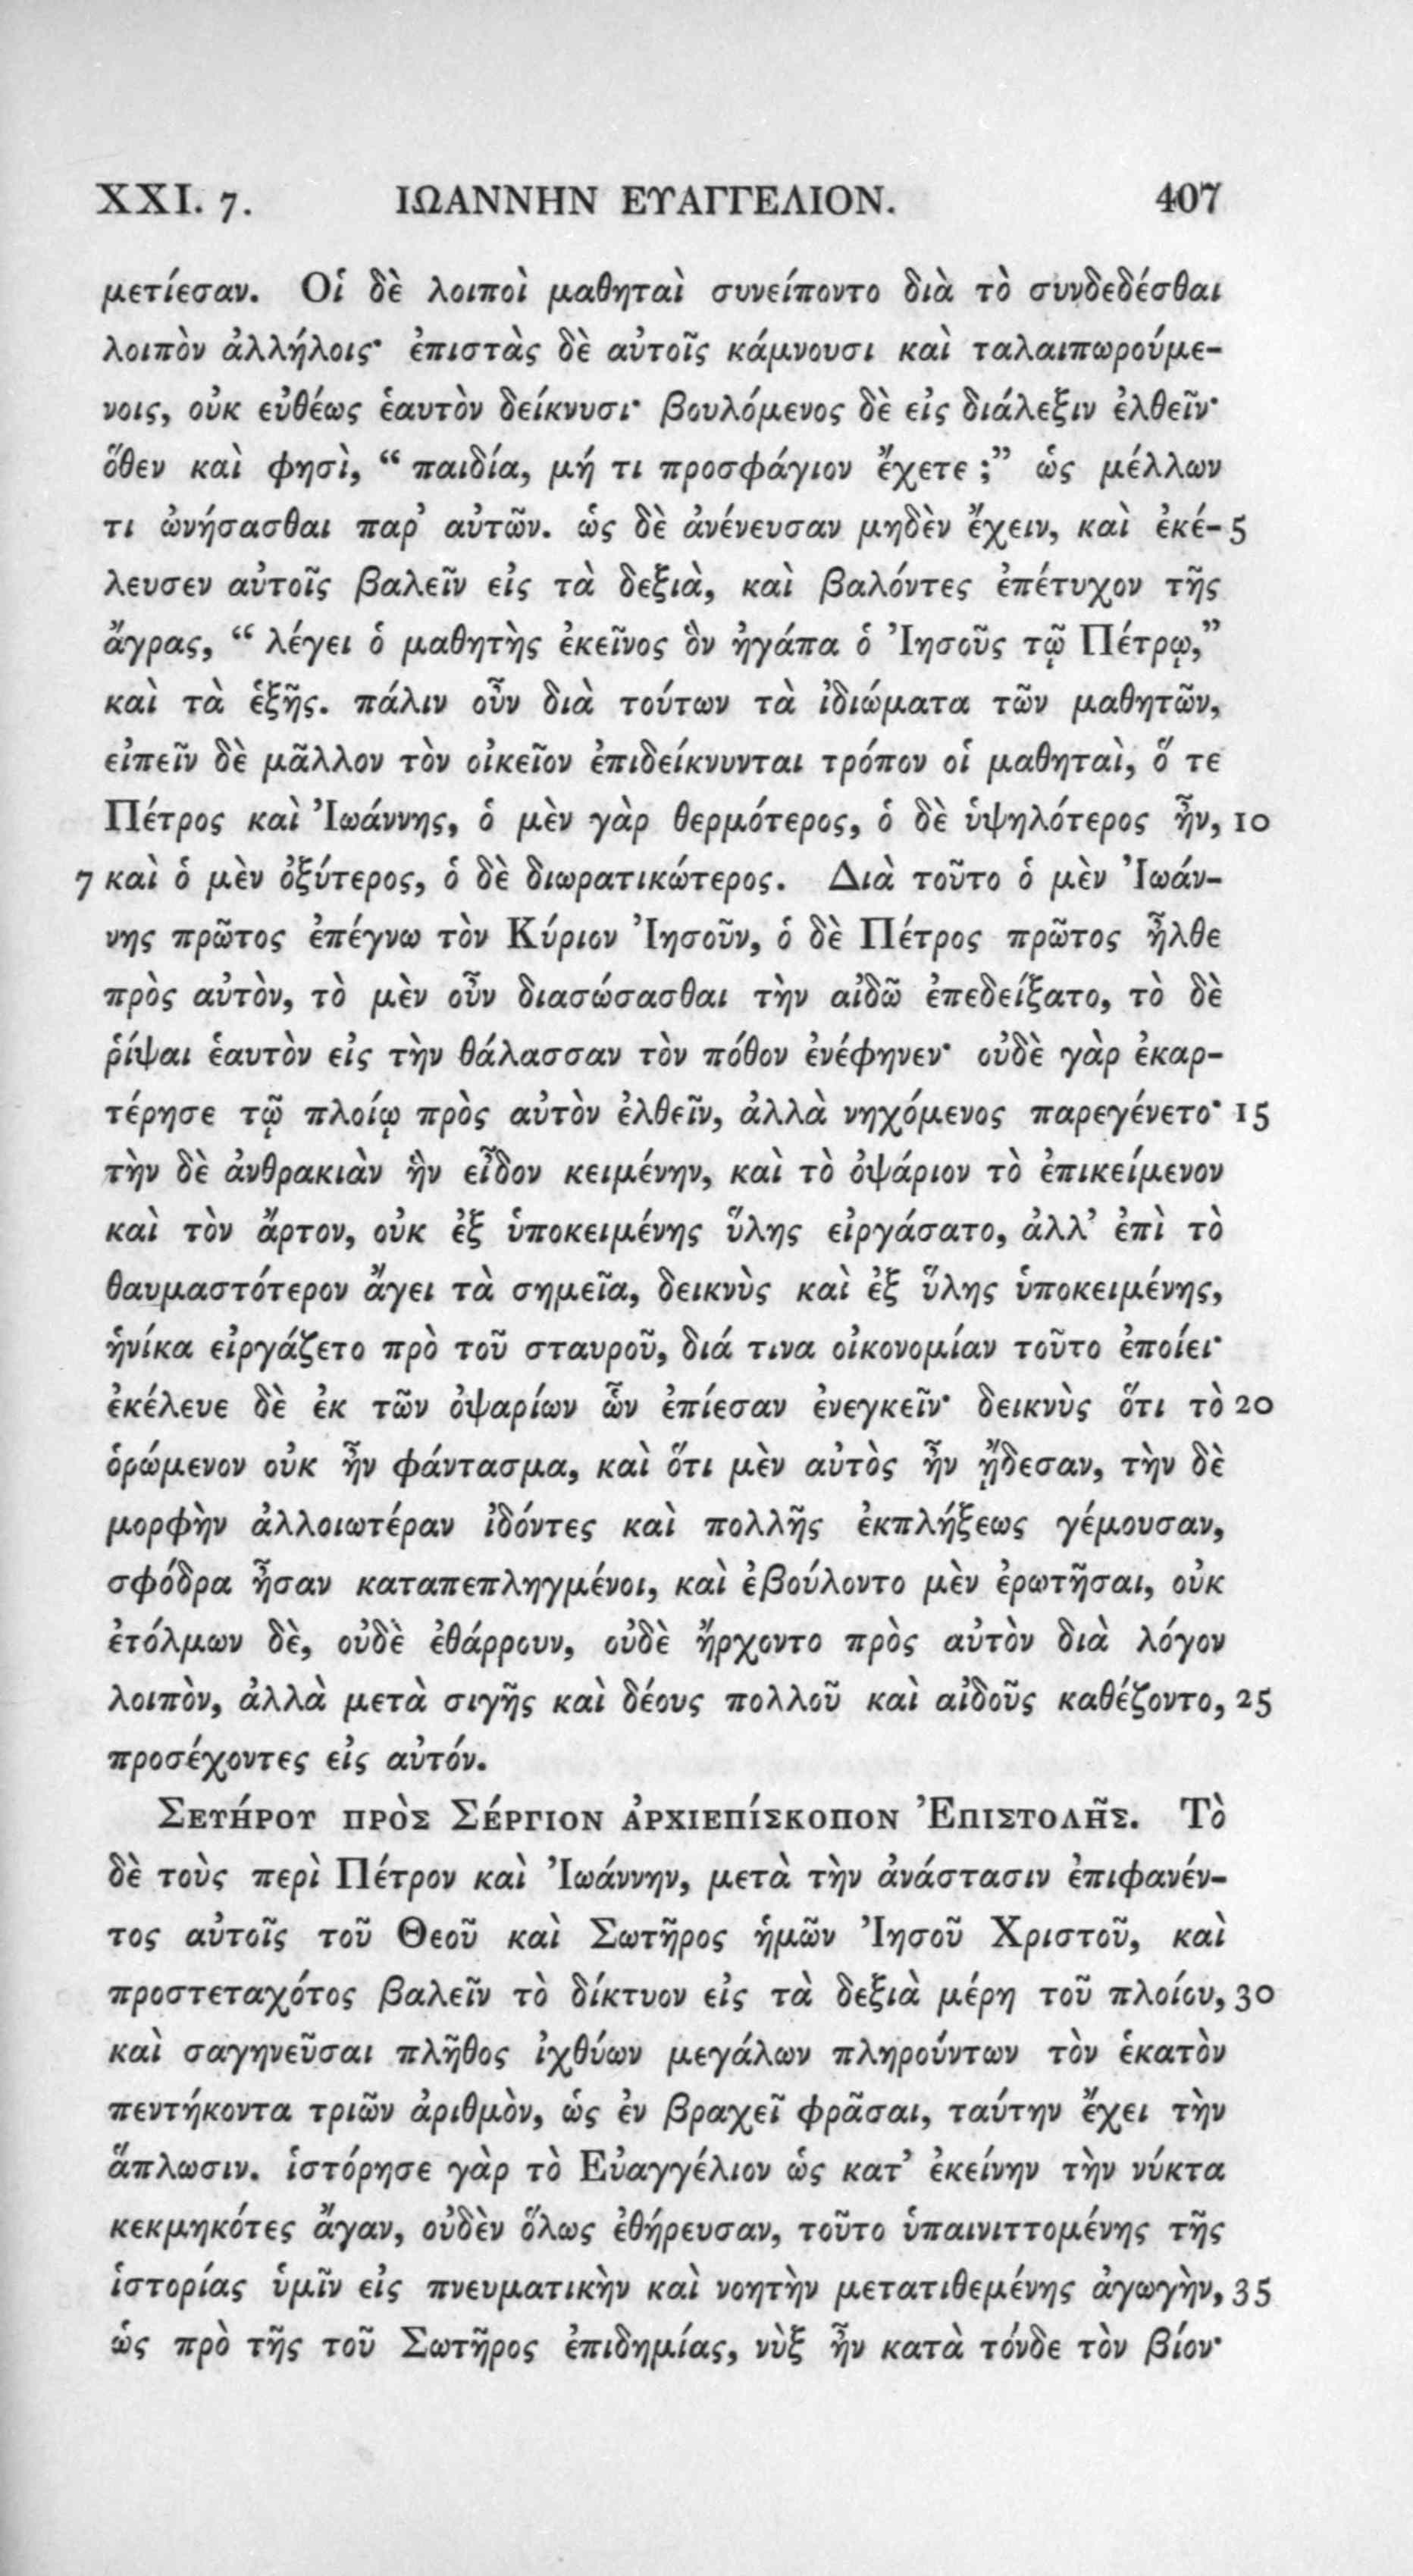 XXI. 7. ΙΩΑΝΝΗΝ ΕΥΑΓΓΕΛΙΟΝ. 407
μετίεσαν. Οἱ δὲ λοιποὶ μαθηταὶ συνείποντο διὰ τὸ συνδεδέσθαι
λοιπὸν ἀλλήλοις· ἐπιστὰς δὲ αὐτοῖς κάμνουσι καὶ ταλαιπωρούμε-
νοις, οὐκ εὐθέως ἑαυτὸν δείκνυσι· βουλόμενος δὲ εἰς διάλεξιν ἐλθεῖν·
ὅθεν καὶ φησὶ, “ παιδία, μή τι προσφάγιον ἔχετε ;” ὡς μέλλων
τι ὠνήσασθαι παρ’ αὐτῶν. ὡς δὲ ἀνένευσαν μηδὲν ἔχειν, καὶ ἐκέ- 5
λευσεν αὐτοῖς βαλεῖν εἰς τὰ δεξιὰ, καὶ βαλόντες ἐπέτυχον τῆς
ἄγρας, “ λέγει ὁ μαθητὴς ἐκεῖνος ὃν ἠγάπα ὁ Ἰησοῦς τῷ Πέτρῳ,”
καὶ τὰ ἑξῆς. πάλιν οὖν διὰ τούτων τὰ ἰδιώματα τῶν μαθητῶν,
εἰπεῖν δὲ μᾶλλον τὸν οἰκεῖον ἐπιδείκνυνται τρόπον οἱ μαθηταὶ, ὅ τε
Πέτρος καὶ Ἰωάννης, ὁ μὲν γὰρ θερμότερος, ὁ δὲ ὑψηλότερος ἦν, 10
7 καὶ ὁ μὲν ὀξύτερος, ὁ δὲ διωρατικώτερος. Διὰ τοῦτο ὁ μὲν Ἰωάν-
νης πρῶτος ἐπέγνω τὸν Κύριον Ἰησοῦν, ὁ δὲ Πέτρος πρῶτος ἦλθε
πρὸς αὐτὸν, τὸ μὲν οὖν διασώσασθαι τὴν αἰδῶ ἐπεδείξατο, τὸ δὲ
ῥίψαι ἑαυτὸν εἰς τὴν θάλασσαν τὸν πόθον ἐνέφηνεν· οὐδὲ γὰρ ἐκαρ-
τέρησε τῷ πλοίῳ πρὸς αὐτὸν ἐλθεῖν, ἀλλὰ νηχόμενος παρεγένετο· 15
τὴν δὲ ἀνθρακιὰν ἣν εἶδον κειμένην, καὶ τὸ ὀψάριον τὸ ἐπικείμενον
καὶ τὸν ἄρτον, οὐκ ἐξ ὑποκειμένης ὕλης εἰργάσατο, ἀλλ’ ἐπὶ τὸ
θαυμαστότερον ἄγει τὰ σημεῖα, δεικνὺς καὶ ἐξ ὕλης ὑποκειμένης,
ἡνίκα εἰργάζετο πρὸ τοῦ σταυροῦ, διά τινα οἰκονομίαν τοῦτο ἐποίει·
ἐκέλευε δὲ ἐκ τῶν ὀψαρίων ὧν ἐπίεσαν ἐνεγκεῖν· δεικνὺς ὅτι τὸ 20
ὁρώμενον οὐκ ἦν φάντασμα, καὶ ὅτι μὲν αὐτὸς ἦν ᾔδεσαν, τὴν δὲ
μορφὴν ἀλλοιωτέραν ἰδόντες καὶ πολλῆς ἐκπλήξεως γέμουσαν,
σφόδρα ἦσαν καταπεπληγμένοι, καὶ ἐβούλοντο μὲν ἐρωτῆσαι, οὐκ
ἐτόλμων δὲ, οὐδὲ ἐθάρρουν, οὐδὲ ἤρχοντο πρὸς αὐτὸν διὰ λόγον
λοιπὸν, ἀλλὰ μετὰ σιγῆς καὶ δέους πολλοῦ καὶ αἰδοῦς καθέζοντο, 25
προσέχοντες εἰς αὐτόν.
ΣΕΥΉΡΟΥ ΠΡῸΣ ΣΈΡΓΙΟΝ ἈΡΧΙΕΠΊΣΚΟΠΟΝ ἘΠΙΣΤΟΛΗ͂Σ. Τὸ
δὲ τοὺς περὶ Πέτρον καὶ Ἰωάννην, μετὰ τὴν ἀνάστασιν ἐπιφανέν-
τος αὐτοῖς τοῦ Θεοῦ καὶ Σωτῆρος ἡμῶν Ἰησοῦ Χριστοῦ, καὶ
προστεταχότος βαλεῖν τὸ δίκτυον εἰς τὰ δεξιὰ μέρη τοῦ πλοίου, 30
καὶ σαγηνεῦσαι πλῆθος ἰχθύων μεγάλων πληρούντων τὸν ἑκατὸν
πεντήκοντα τριῶν ἀριθμὸν, ὡς ἐν βραχεῖ φρᾶσαι, ταύτην ἔχει τὴν
ἅπλωσιν. ἱστόρησε γὰρ τὸ Εὐαγγέλιον ὡς κατ’ ἐκείνην τὴν νύκτα
κεκμηκότες ἄγαν, οὐδὲν ὅλως ἐθήρευσαν, τοῦτο ὑπαινιττομένης τῆς
ἱστορίας ὑμῖν εἰς πνευματικὴν καὶ νοητὴν μετατιθεμένης ἀγωγὴν, 35
ὡς πρὸ τῆς τοῦ Σωτῆρος ἐπιδημίας, νὺξ ἦν κατὰ τόνδε τὸν βίον·